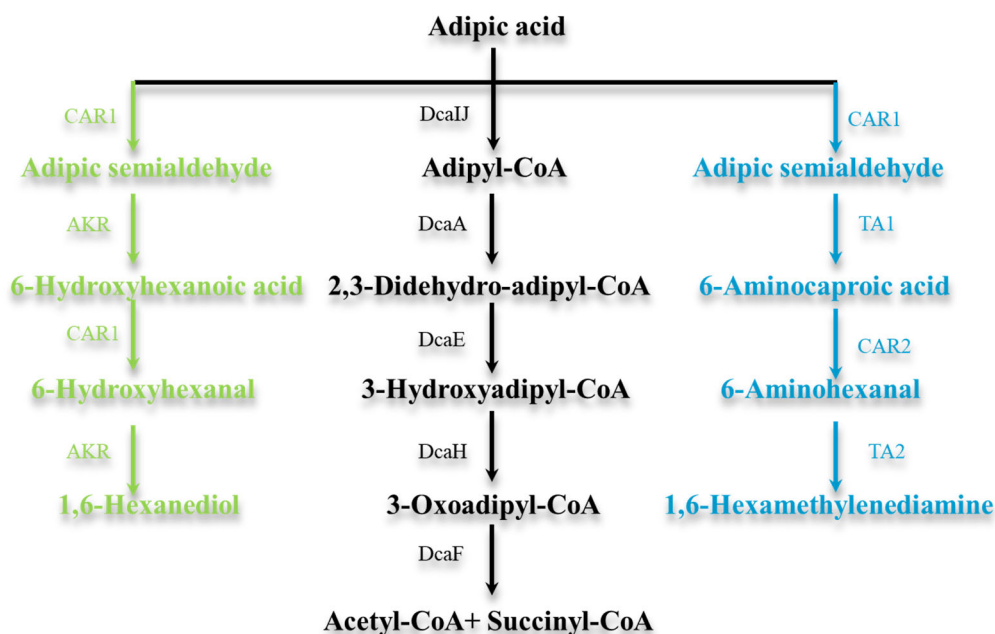 Adipic acid
CAR1
DcaIJ
CAR1
Adipic semialdehyde
Adipyl-CoA
Adipic semialdehyde
AKR
DcaA
TA1
6-Hydroxyhexanoic acid
2,3-Didehydro-adipyl-CoA
6-Aminocaproic acid
CAR1
DcaE
CAR2
6-Hydroxyhexanal
3-Hydroxyadipyl-CoA
6-Aminohexanal
AKR
DcaH
TA2
1,6-Hexanediol
3-Oxoadipyl-CoA
1,6-Hexamethylenediamine
DcaF
Acetyl-CoA+ Succinyl-CoA